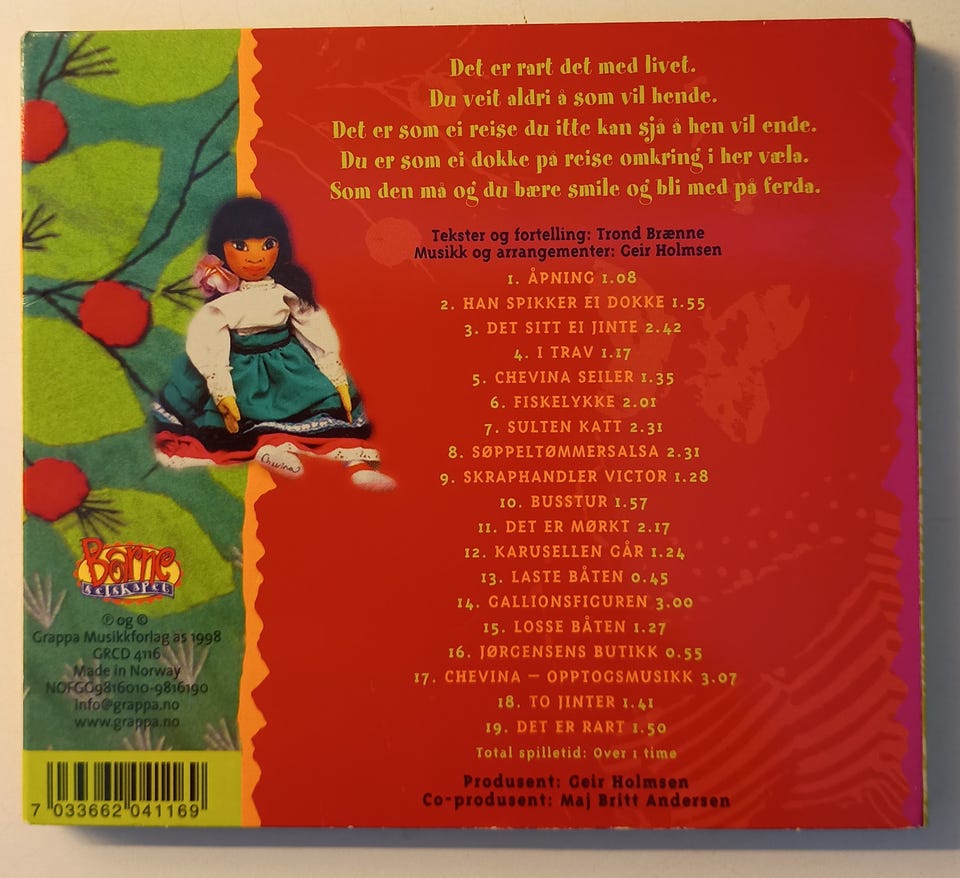 Det er rart det med livet.
Du veit aldri å som vil hende.
Det er som ei reise du itte kan sjå å hen vil ende.
Du er som ei dokke på reise omkring i her væla.
Som den må og du bære smile og bli med på ferda.
Tekster og fortelling: Trond Brænne
Musikk og arrangementer: Geir Holmsen
1. ÅPNING 1.08
2. HAN SPIKKER EI DOKKE 1.55
3. DET SITT EI JINTE 2.42
4. I TRAV 1.17
5. CHEVINA SEILER 1.35
6. FISKELYKKE 2.01
7. SULTEN KATT 2.31
8. SØPPELTØMMERSALSA 2.31
9. SKRAPHANDLER VICTOR 1.28
10. BUSSTUR 1.57
11. DET ER MØRKT 2.17
12. KARUSELLEN GÅR 1.24
13. LASTE BÅTEN 0.45
14. GALLIONSFIGUREN 3.00
15. LOSSE BÅTEN 1.27
16. JØRGENSENS BUTIKK 0.55
17. CHEVINA – OPPTOGSMUSIKK 3.07
18. TO JINTER 1.41
19. DET ER RART 1.50
Total spilletid: Over 1 time
Produsent: Geir Holmsen
Co-produsent: Maj Britt Andersen
Chevina
Barne
selskapet
℗ og ©
Grappa Musikkforlag as 1998
GRCD 4116
Made in Norway
NOFGO9816010-9816190
info@grappa.no
www.grappa.no
7 033662 041169